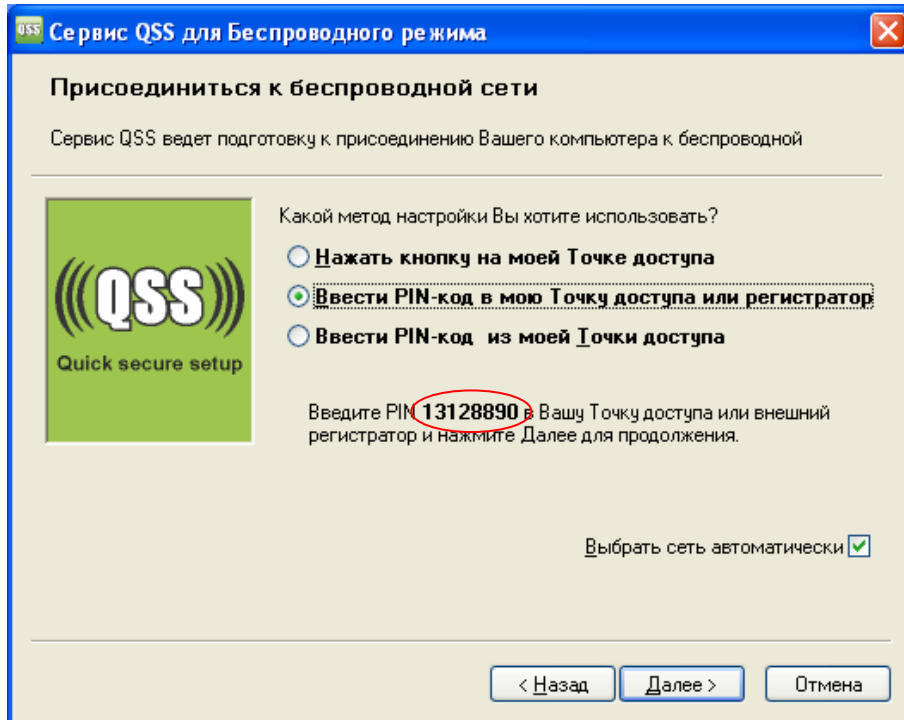 QSS Сервис QSS для Беспроводного режима
Присоединиться к беспроводной сети
Сервис QSS ведет подготовку к присоединению Вашего компьютера к беспроводной
Какой метод настройки Вы хотите использовать?
Нажать кнопку на моей Точке доступа
Ввести PIN-код в мою Точку доступа или регистратор
Ввести PIN-код из моей Точки доступа
(((QSS)))
Quick secure setup
Введите PIN 13128890 в Вашу Точку доступа или внешний
регистратор и нажмите Далее для продолжения.
Выбрать сеть автоматически
< Назад
Далее >
Отмена